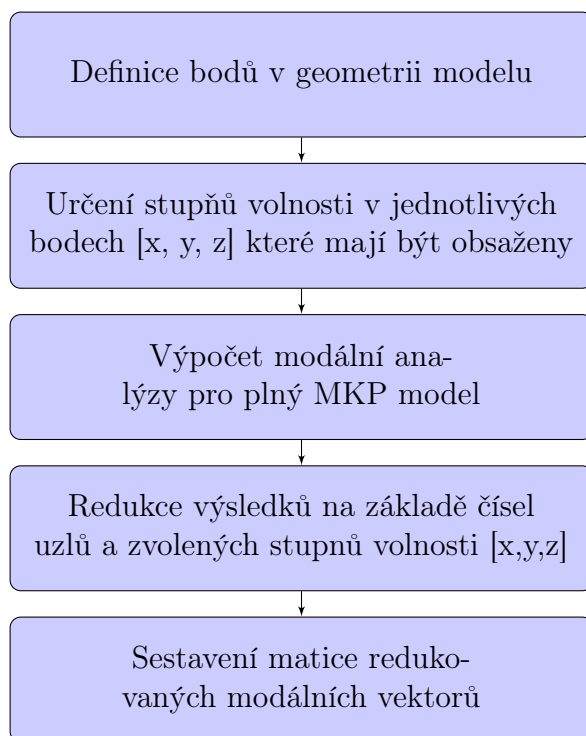 Definice bodů v geometrii modelu
Určení stupňů volnosti v jednotlivých
bodech [x, y, z] které mají být obsaženy
Výpočet modální ana-
lýzy pro plný MKP model
Redukce výsledků na základě čísel
uzlů a zvolených stupnů volnosti [x,y,z]
Sestavení matice reduko-
vaných modálních vektorů